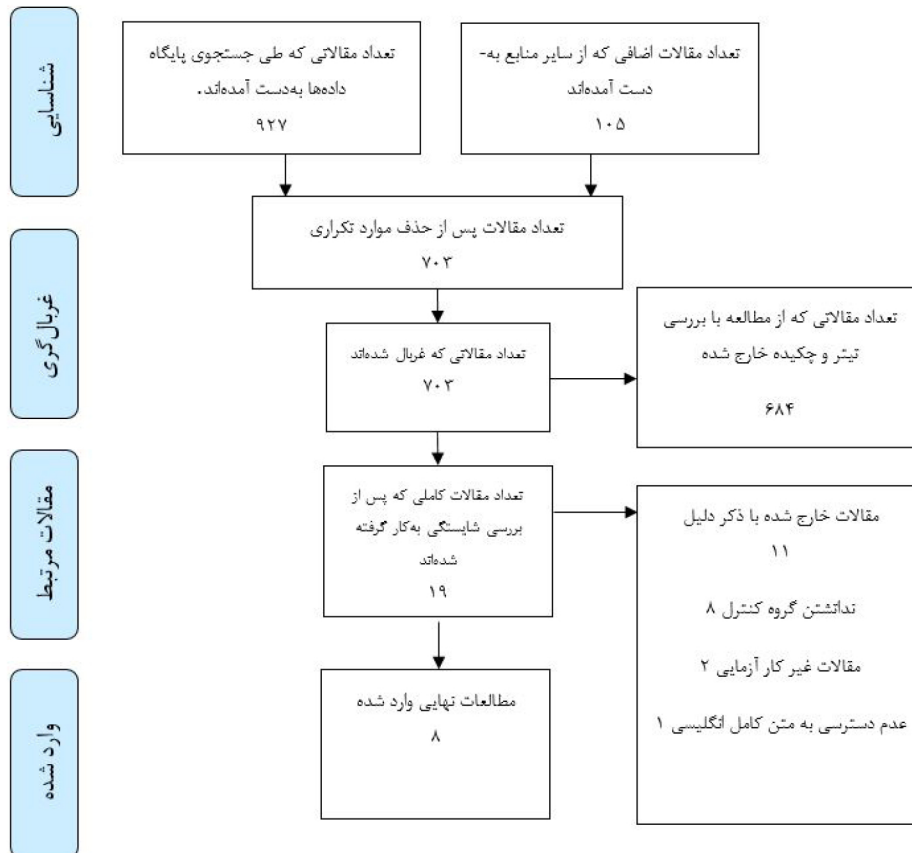 شناسایی
تعداد مقالات اضافی که از سایر منابع به-
دست آمده‌اند
۱۰۵
تعداد مقالاتی که طی جستجوی پایگاه
داده‌ها به‌دست آمده‌اند.
۹۲۷
تعداد مقالات پس از حذف موارد تکراری
۷۰۳
غربال‌گری
تعداد مقالاتی که غربال شده‌اند
۷۰۳
تعداد مقالاتی که از مطالعه با بررسی
تیتر و چکیده خارج شده
۶۸۴
مقالات مرتبط
تعداد مقالات کاملی که پس از
بررسی شایستگی به‌کار گرفته
شده‌اند
۱۹
مقالات خارج شده با ذکر دلیل
۱۱
نداتشتن گروه کنترل ۸
مقالات غیر کار آزمایی ۲
عدم دسترسی به متن کامل انگلیسی ۱
وارد شده
مطالعات نهایی وارد شده
۸